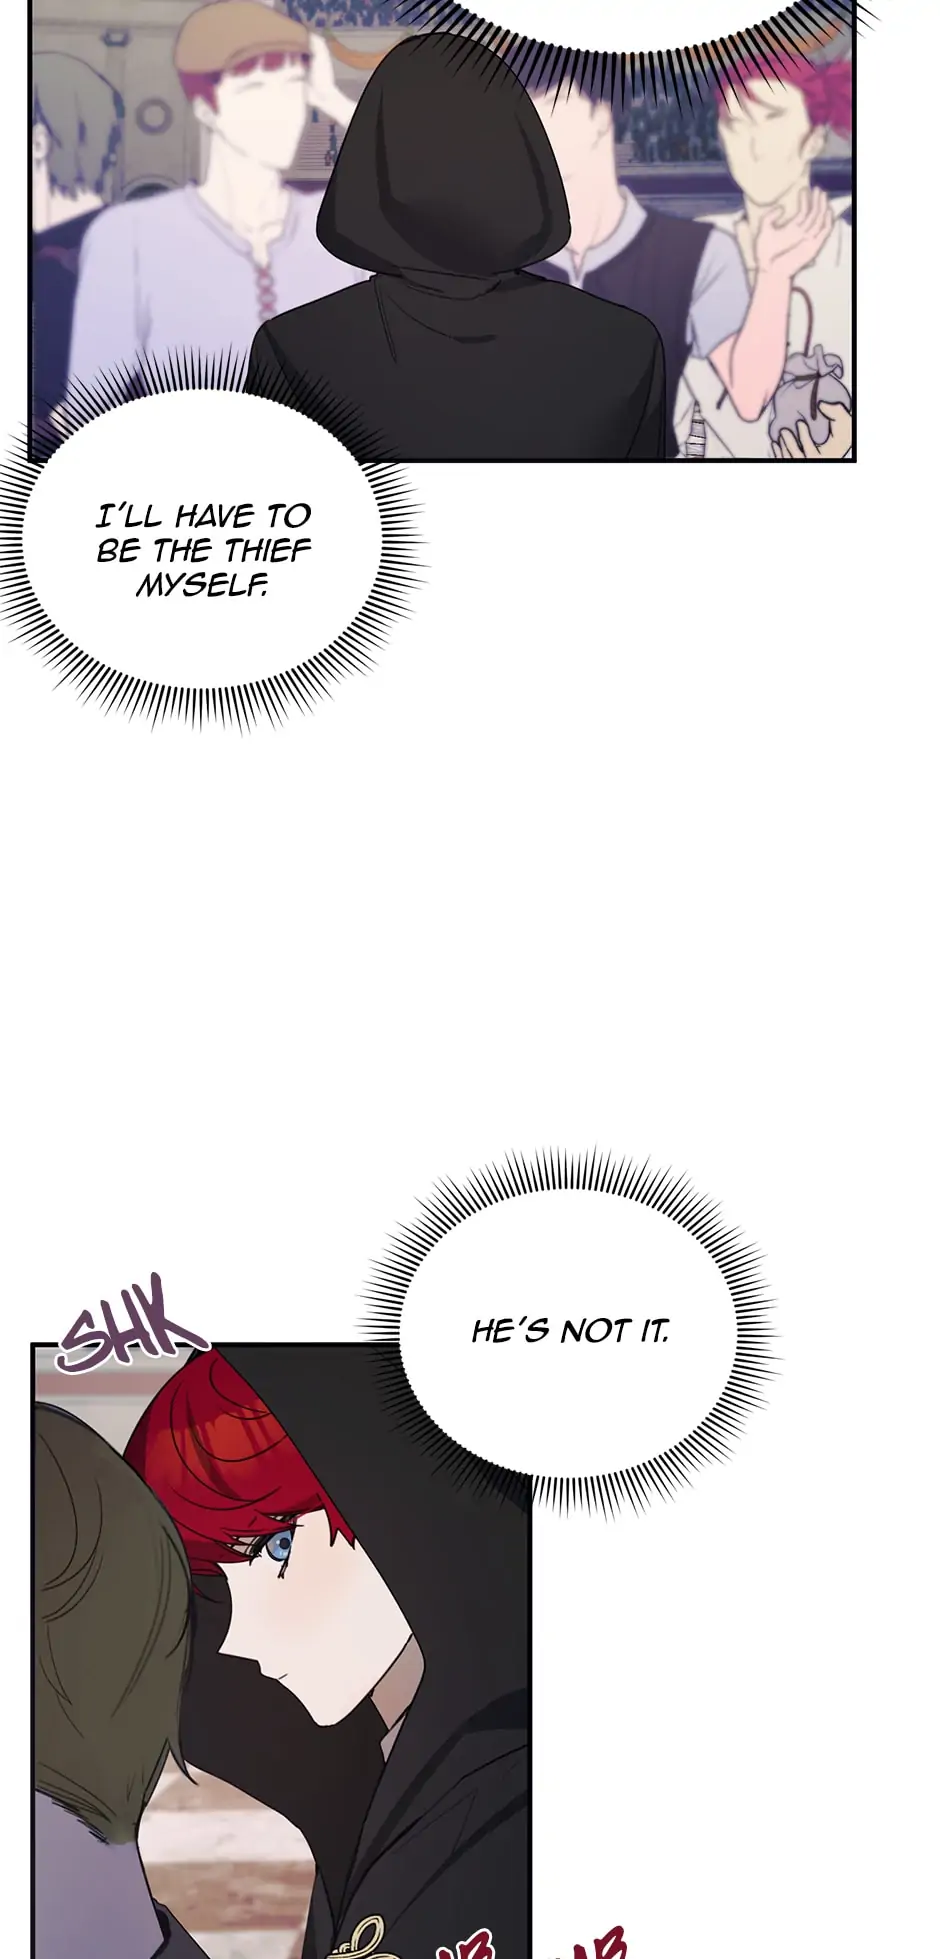 I'LL HAVE TO
BE THE THIEF
MYSELF.
HE'S NOT IT.
SHK